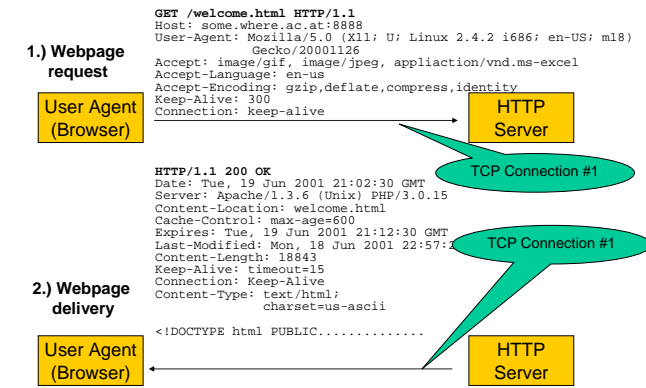 GET /welcome.html HTTP/1.1
Host: some.where.ac.at:8888
User-Agent: Mozilla/5.0 (X11; U; Linux 2.4.2 i686; en-US; m18)
Gecko/20001126
Accept: image/gif, image/jpeg, appliaction/vnd.ms-excel
Accept-Language: en-us
Accept-Encoding: gzip,deflate,compress,identity
Keep-Alive: 300
Connection: keep-alive
1.) Webpage
request
User Agent
(Browser)
HTTP
Server
TCP Connection #1
HTTP/1.1 200 OK
Date: Tue, 19 Jun 2001 21:02:30 GMT
Server: Apache/1.3.6 (Unix) PHP/3.0.15
Content-Location: welcome.html
Cache-Control: max-age=600
Expires: Tue, 19 Jun 2001 21:12:30 GMT
Last-Modified: Mon, 18 Jun 2001 22:57:2
Content-Length: 18843
Keep-Alive: timeout=15
Connection: Keep-Alive
Content-Type: text/html;
charset=us-ascii
<!DOCTYPE html PUBLIC..............
TCP Connection #1
2.) Webpage
delivery
User Agent
(Browser)
HTTP
Server